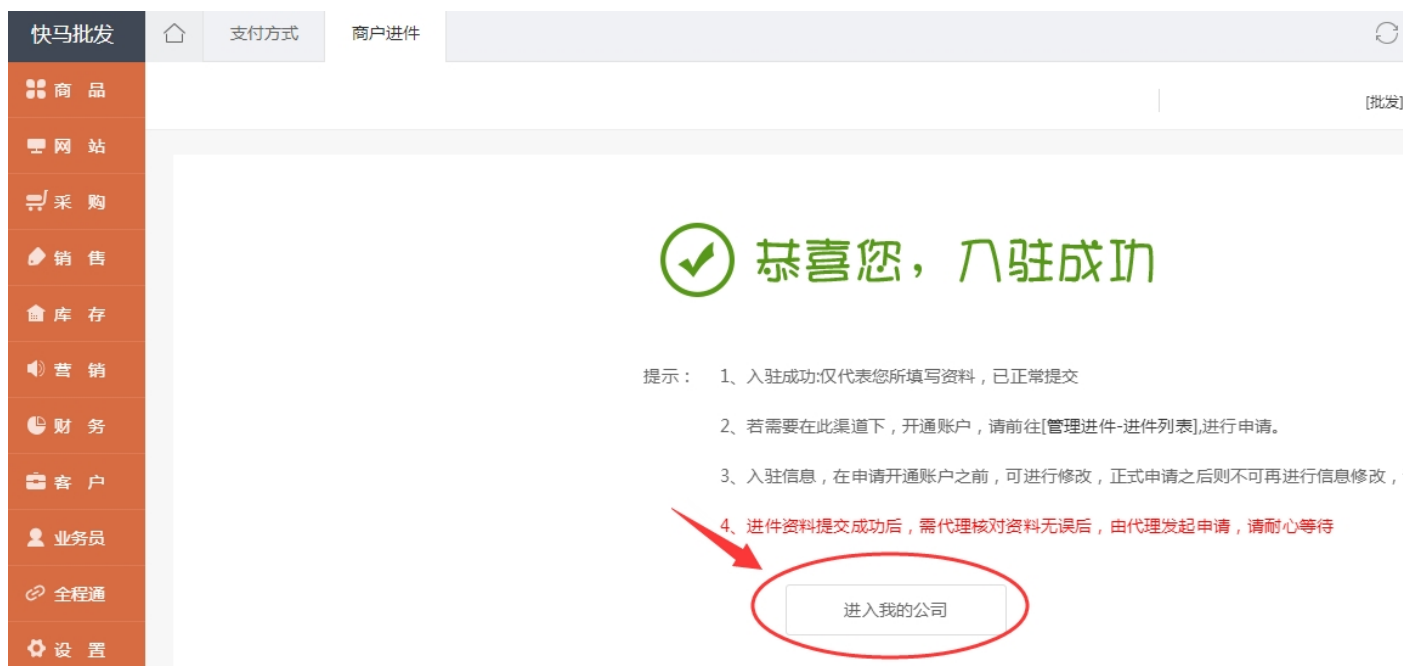 快马批发
支付方式
商户进件
商 品
[批发]
网 站
采 购
销 售
恭喜您，入驻成功
库 存
营 销
提示： 1、入驻成功:仅代表您所填写资料，已正常提交
财 务
2、若需要在此渠道下，开通账户，请前往[管理进件-进件列表],进行申请。
客 户
3、入驻信息，在申请开通账户之前，可进行修改，正式申请之后则不可再进行信息修改，
4、进件资料提交成功后，需代理核对资料无误后，由代理发起申请，请耐心等待
业务员
全程通
进入我的公司
设 置